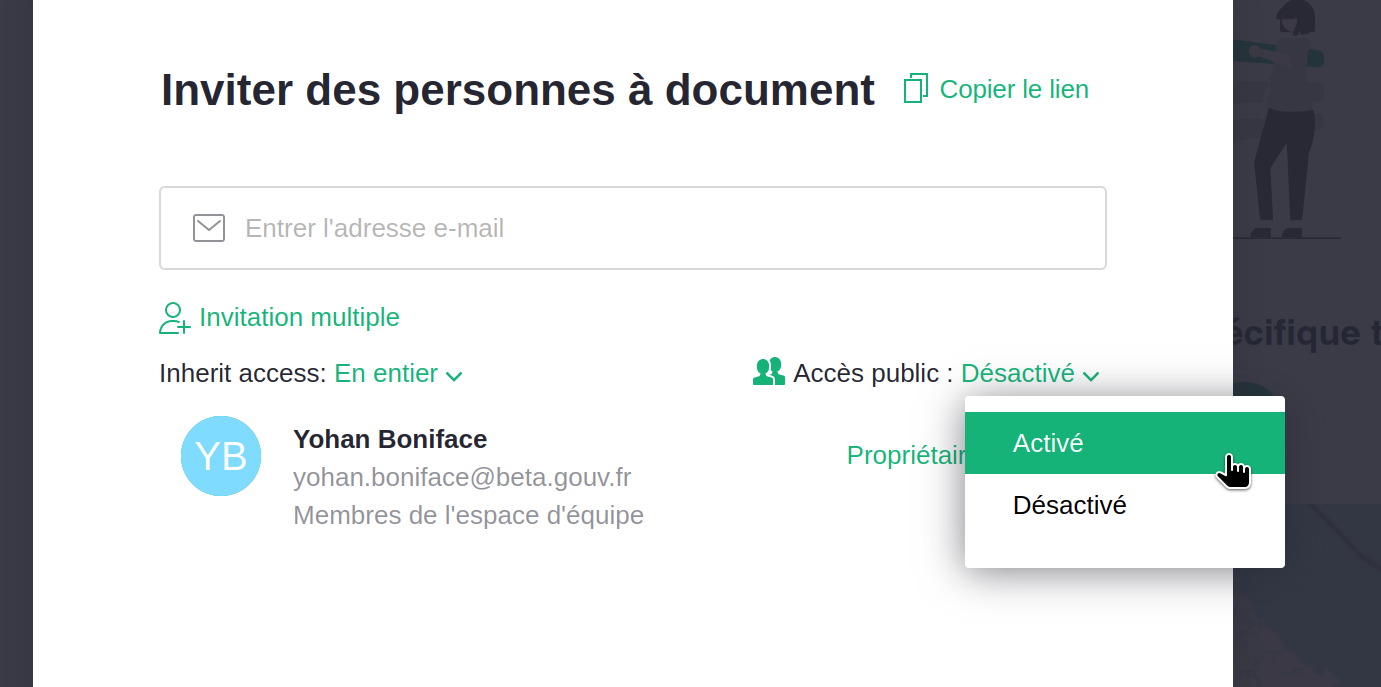 Inviter des personnes à document
Copier le lien
Entrer l'adresse e-mail
Invitation multiple
Inherit access: En entier
Accès public : Désactivé
YB
Yohan Boniface
yohan.boniface@beta.gouv.fr
Membres de l'espace d'équipe
Propriétair
Activé
Désactivé
écifique t